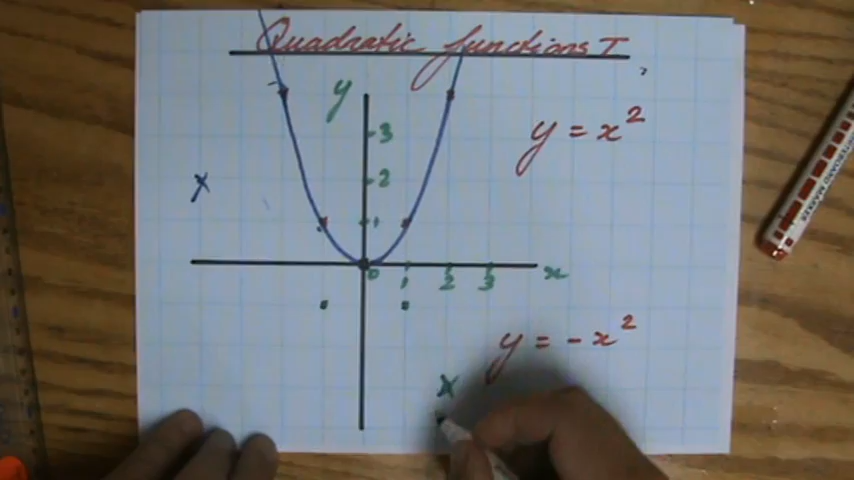 Quadratic functions I
y
3
y = x²
2
x
1
0 1 2 3 x
y = -x²
x